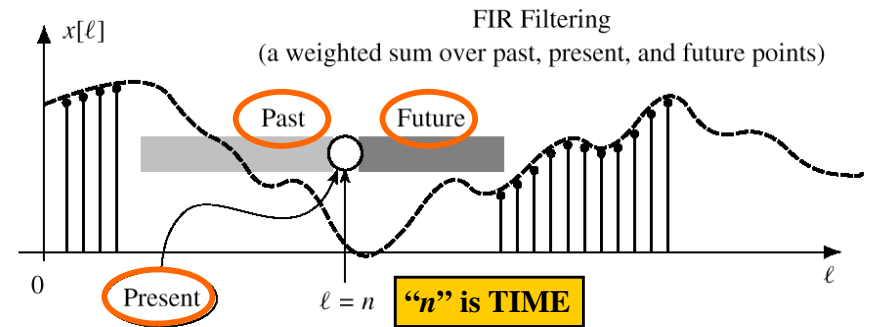 FIR Filtering
x[ℓ]
(a weighted sum over past, present, and future points)
Past
Future
0
Present
ℓ = n
“n” is TIME
ℓ